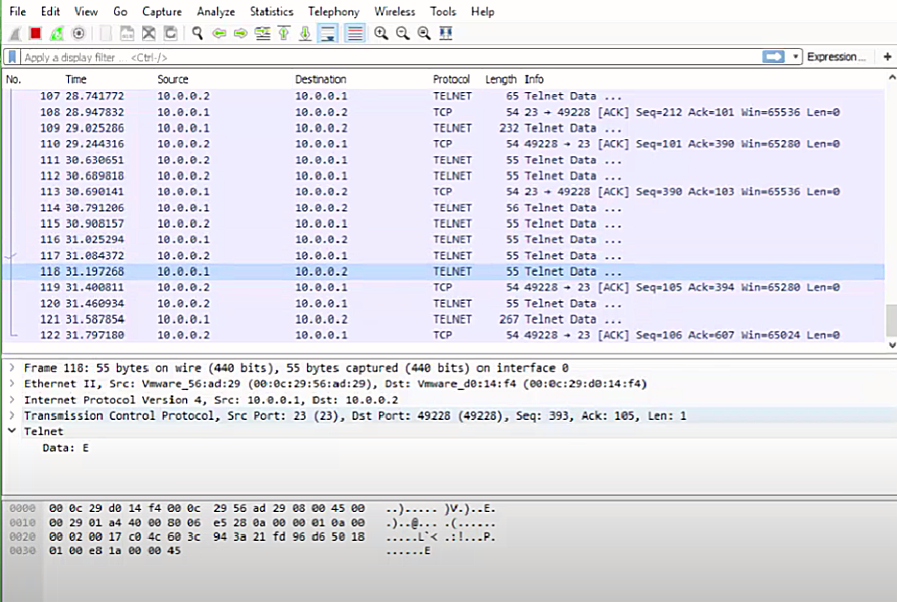 File Edit View Go Capture Analyze Statistics Telephony Wireless Tools Help
Apply a display filter ... <Ctrl-/> Expression... +
No. Time Source Destination Protocol Length Info
107 28.741772 10.0.0.2 10.0.0.1 TELNET 65 Telnet Data ...
108 28.947832 10.0.0.1 10.0.0.2 TCP 54 23 → 49228 [ACK] Seq=212 Ack=101 Win=65536 Len=0
109 29.025286 10.0.0.1 10.0.0.2 TELNET 232 Telnet Data ...
110 29.244316 10.0.0.2 10.0.0.1 TCP 54 49228 → 23 [ACK] Seq=101 Ack=390 Win=65280 Len=0
111 30.630651 10.0.0.2 10.0.0.1 TELNET 55 Telnet Data ...
112 30.689818 10.0.0.2 10.0.0.1 TELNET 55 Telnet Data ...
113 30.690141 10.0.0.1 10.0.0.2 TCP 54 23 → 49228 [ACK] Seq=390 Ack=103 Win=65536 Len=0
114 30.791206 10.0.0.1 10.0.0.2 TELNET 56 Telnet Data ...
115 30.908157 10.0.0.2 10.0.0.1 TELNET 55 Telnet Data ...
116 31.025294 10.0.0.1 10.0.0.2 TELNET 55 Telnet Data ...
117 31.084372 10.0.0.2 10.0.0.1 TELNET 55 Telnet Data ...
118 31.197268 10.0.0.1 10.0.0.2 TELNET 55 Telnet Data ...
119 31.400811 10.0.0.2 10.0.0.1 TCP 54 49228 → 23 [ACK] Seq=105 Ack=394 Win=65280 Len=0
120 31.460934 10.0.0.2 10.0.0.1 TELNET 55 Telnet Data ...
121 31.587854 10.0.0.1 10.0.0.2 TELNET 267 Telnet Data ...
122 31.797180 10.0.0.2 10.0.0.1 TCP 54 49228 → 23 [ACK] Seq=106 Ack=607 Win=65024 Len=0
Frame 118: 55 bytes on wire (440 bits), 55 bytes captured (440 bits) on interface 0
Ethernet II, Src: Vmware_56:ad:29 (00:0c:29:56:ad:29), Dst: Vmware_d0:14:f4 (00:0c:29:d0:14:f4)
Internet Protocol Version 4, Src: 10.0.0.1, Dst: 10.0.0.2
Transmission Control Protocol, Src Port: 23 (23), Dst Port: 49228 (49228), Seq: 393, Ack: 105, Len: 1
Telnet
Data: E
0000 00 0c 29 d0 14 f4 00 0c 29 56 ad 29 08 00 45 00 ..)..... )V.)..E.
0010 00 29 01 a4 40 00 80 06 e5 28 0a 00 00 01 0a 00 .)..@... .(......
0020 00 02 00 17 c0 4c 60 3c 94 3a 21 fd 96 d6 50 18 .....L`< .:!...P.
0030 01 00 e8 1a 00 00 45 ......E